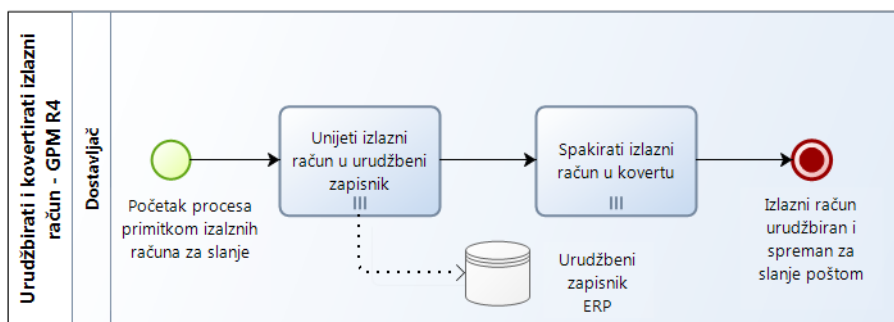 Urudžbirati i kovertirati izlazni
račun - GPM R4
Dostavljač
Početak procesa
primitkom izalznih
računa za slanje
Unijeti izlazni
račun u urudžbeni
zapisnik
Spakirati izlazni
račun u kovertu
Izlazni račun
urudžbiran i
spreman za
slanje poštom
Urudžbeni
zapisnik
ERP